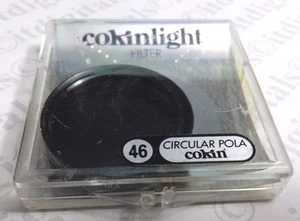 cokinlight
FILTER
46
CIRCULAR POLA
cokin